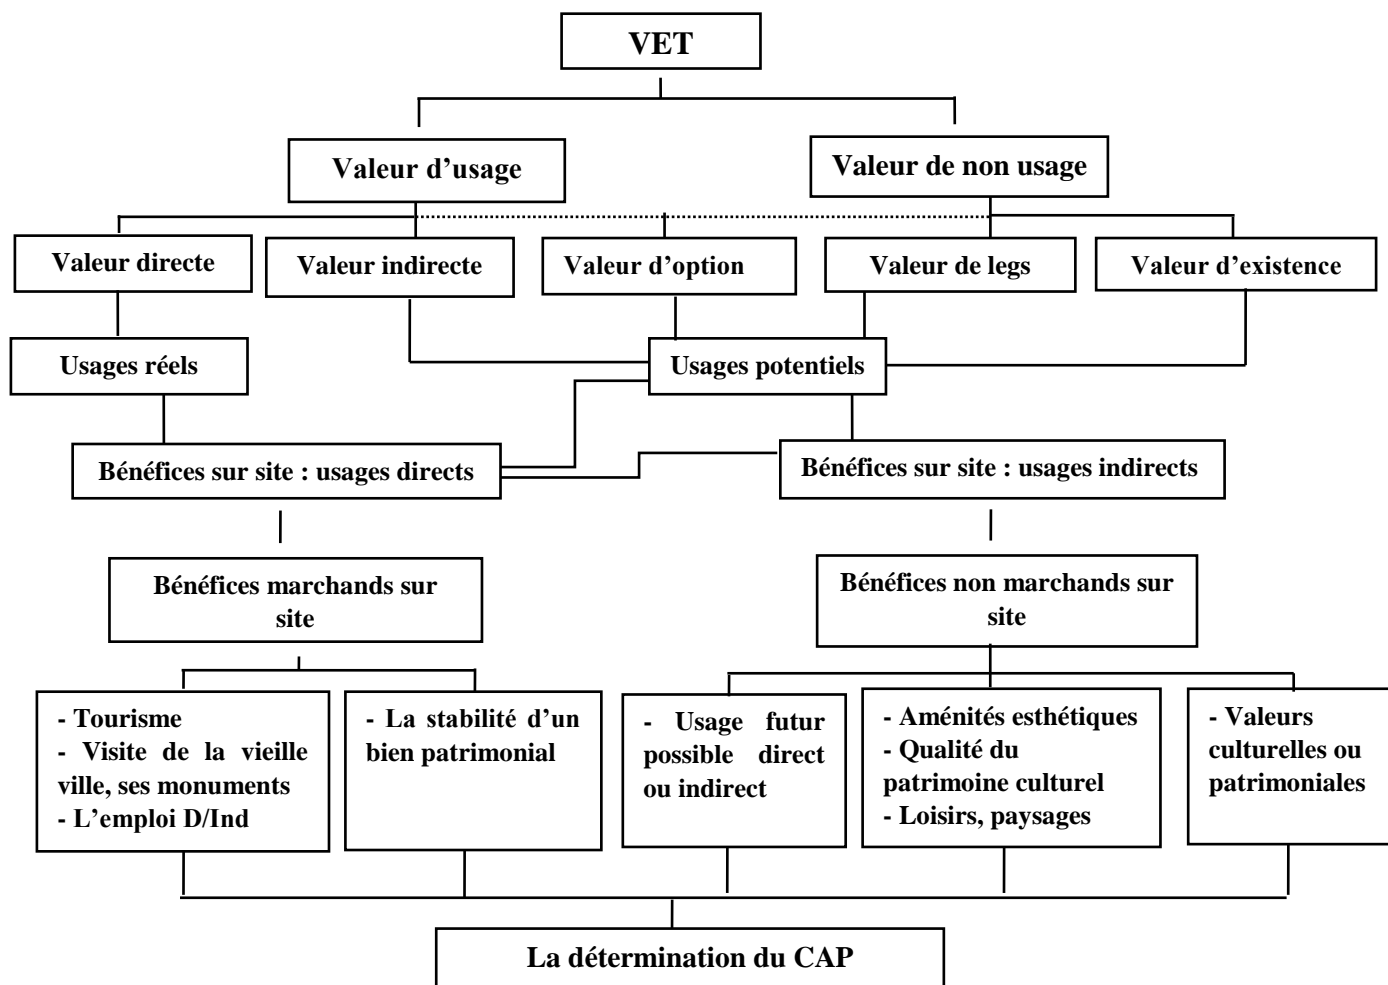 VET
Valeur d’usage
Valeur de non usage
Valeur directe
Valeur indirecte
Valeur d’option
Valeur de legs
Valeur d’existence
Usages réels
Usages potentiels
Bénéfices sur site : usages directs
Bénéfices sur site : usages indirects
Bénéfices marchands sur
site
Bénéfices non marchands sur
site
- Tourisme
- Visite de la vieille
ville, ses monuments
- L’emploi D/Ind
- La stabilité d’un
bien patrimonial
- Usage futur
possible direct
ou indirect
- Aménités esthétiques
- Qualité du
patrimoine culturel
- Loisirs, paysages
- Valeurs
culturelles ou
patrimoniales
La détermination du CAP